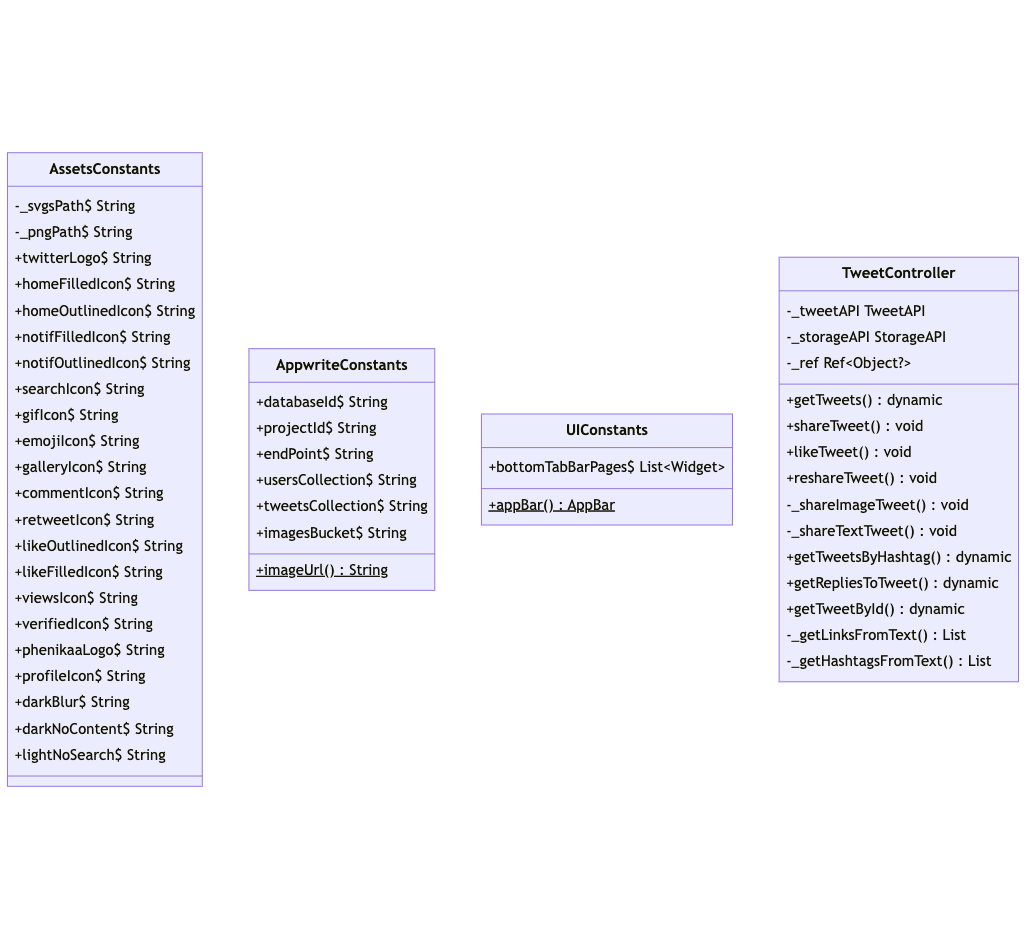 AssetsConstants
-_svgsPath$ String
-_pngPath$ String
+twitterLogo$ String
+homeFilledIcon$ String
+homeOutlinedIcon$ String
+notifFilledIcon$ String
+notifOutlinedIcon$ String
+searchIcon$ String
+gifIcon$ String
+emojiIcon$ String
+galleryIcon$ String
+commentIcon$ String
+retweetIcon$ String
+likeOutlinedIcon$ String
+likeFilledIcon$ String
+viewsIcon$ String
+verifiedIcon$ String
+phenikaaLogo$ String
+profileIcon$ String
+darkBlur$ String
+darkNoContent$ String
+lightNoSearch$ String
AppwriteConstants
+databaseId$ String
+projectId$ String
+endPoint$ String
+usersCollection$ String
+tweetsCollection$ String
+imagesBucket$ String
+imageUrl() : String
UIConstants
+bottomTabBarPages$ List<Widget>
+appBar() : AppBar
TweetController
-_tweetAPI TweetAPI
-_storageAPI StorageAPI
-_ref Ref<Object?>
+getTweets() : dynamic
+shareTweet() : void
+likeTweet() : void
+reshareTweet() : void
-_shareImageTweet() : void
-_shareTextTweet() : void
+getTweetsByHashtag() : dynamic
+getRepliesToTweet() : dynamic
+getTweetById() : dynamic
-_getLinksFromText() : List
-_getHashtagsFromText() : List